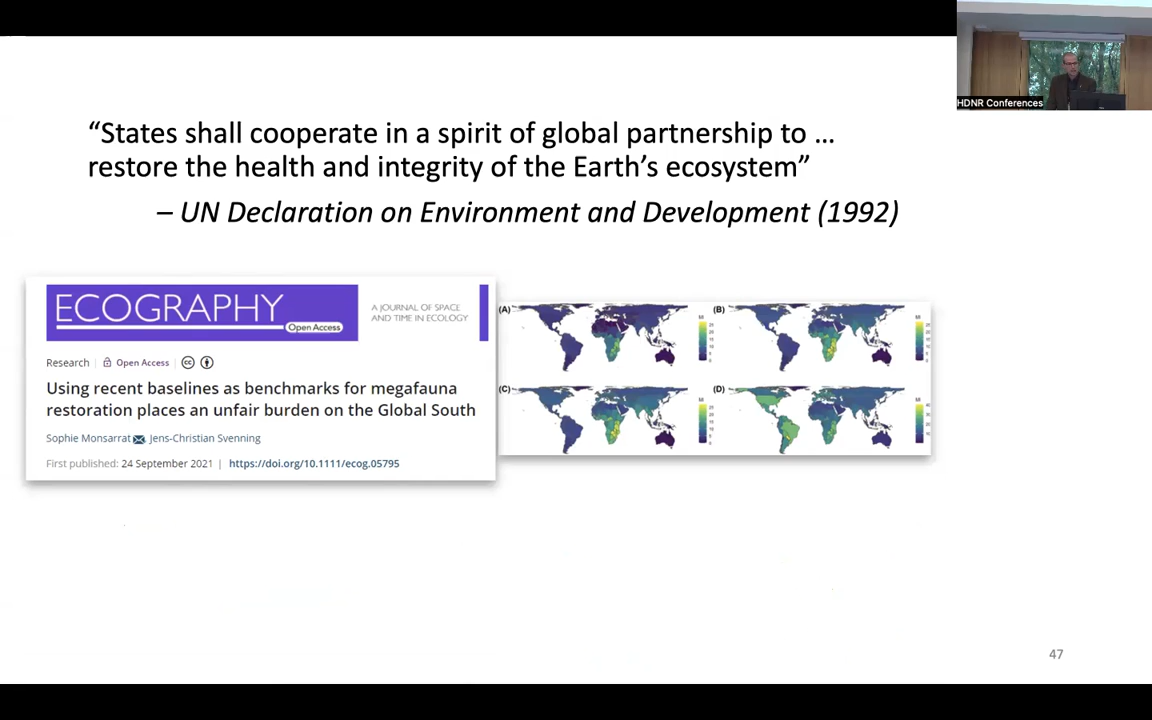 HDNR Conferences
“States shall cooperate in a spirit of global partnership to …
restore the health and integrity of the Earth’s ecosystem”
– UN Declaration on Environment and Development (1992)
ECOGRAPHY
Open Access
A JOURNAL OF SPACE
AND TIME IN ECOLOGY
Research | Open Access |
Using recent baselines as benchmarks for megafauna
restoration places an unfair burden on the Global South
Sophie Monsarrat, Jens-Christian Svenning
First published: 24 September 2021 | https://doi.org/10.1111/ecog.05795
(A)
(B)
(C)
(D)
47